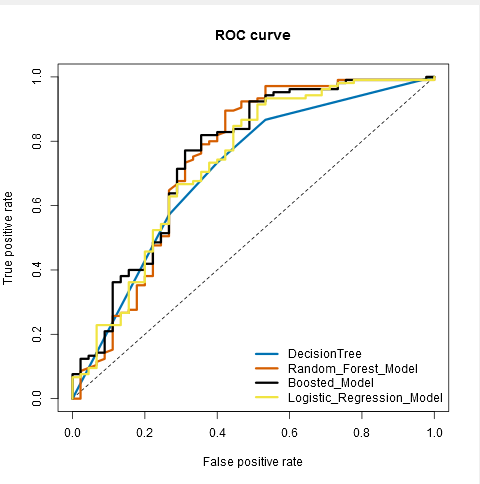 ROC curve
True positive rate
1.0
0.8
0.6
0.4
0.2
0.0
DecisionTree
Random_Forest_Model
Boosted_Model
Logistic_Regression_Model
0.0 0.2 0.4 0.6 0.8 1.0
False positive rate